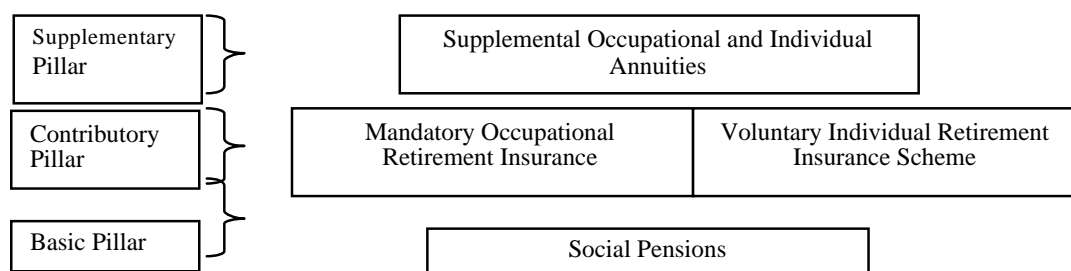 Supplementary
Pillar
Supplemental Occupational and Individual
Annuities
Contributory
Pillar
Mandatory Occupational
Retirement Insurance
Voluntary Individual Retirement
Insurance Scheme
Basic Pillar
Social Pensions